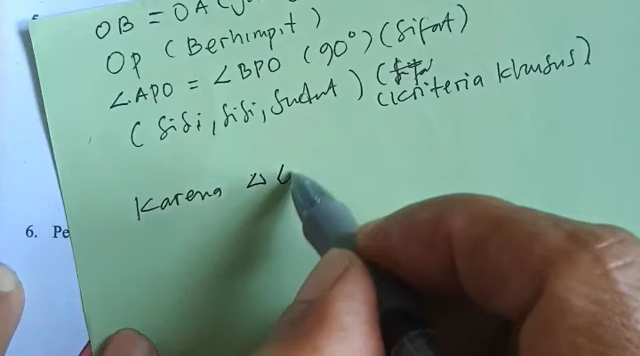 OB = OA (
OP (Berhimpit)
∠APO = ∠BPO (90°) (Sifat)
(Sisi, Sisi, Sudut) (kriteria khusus)
Karena △
6. Pe